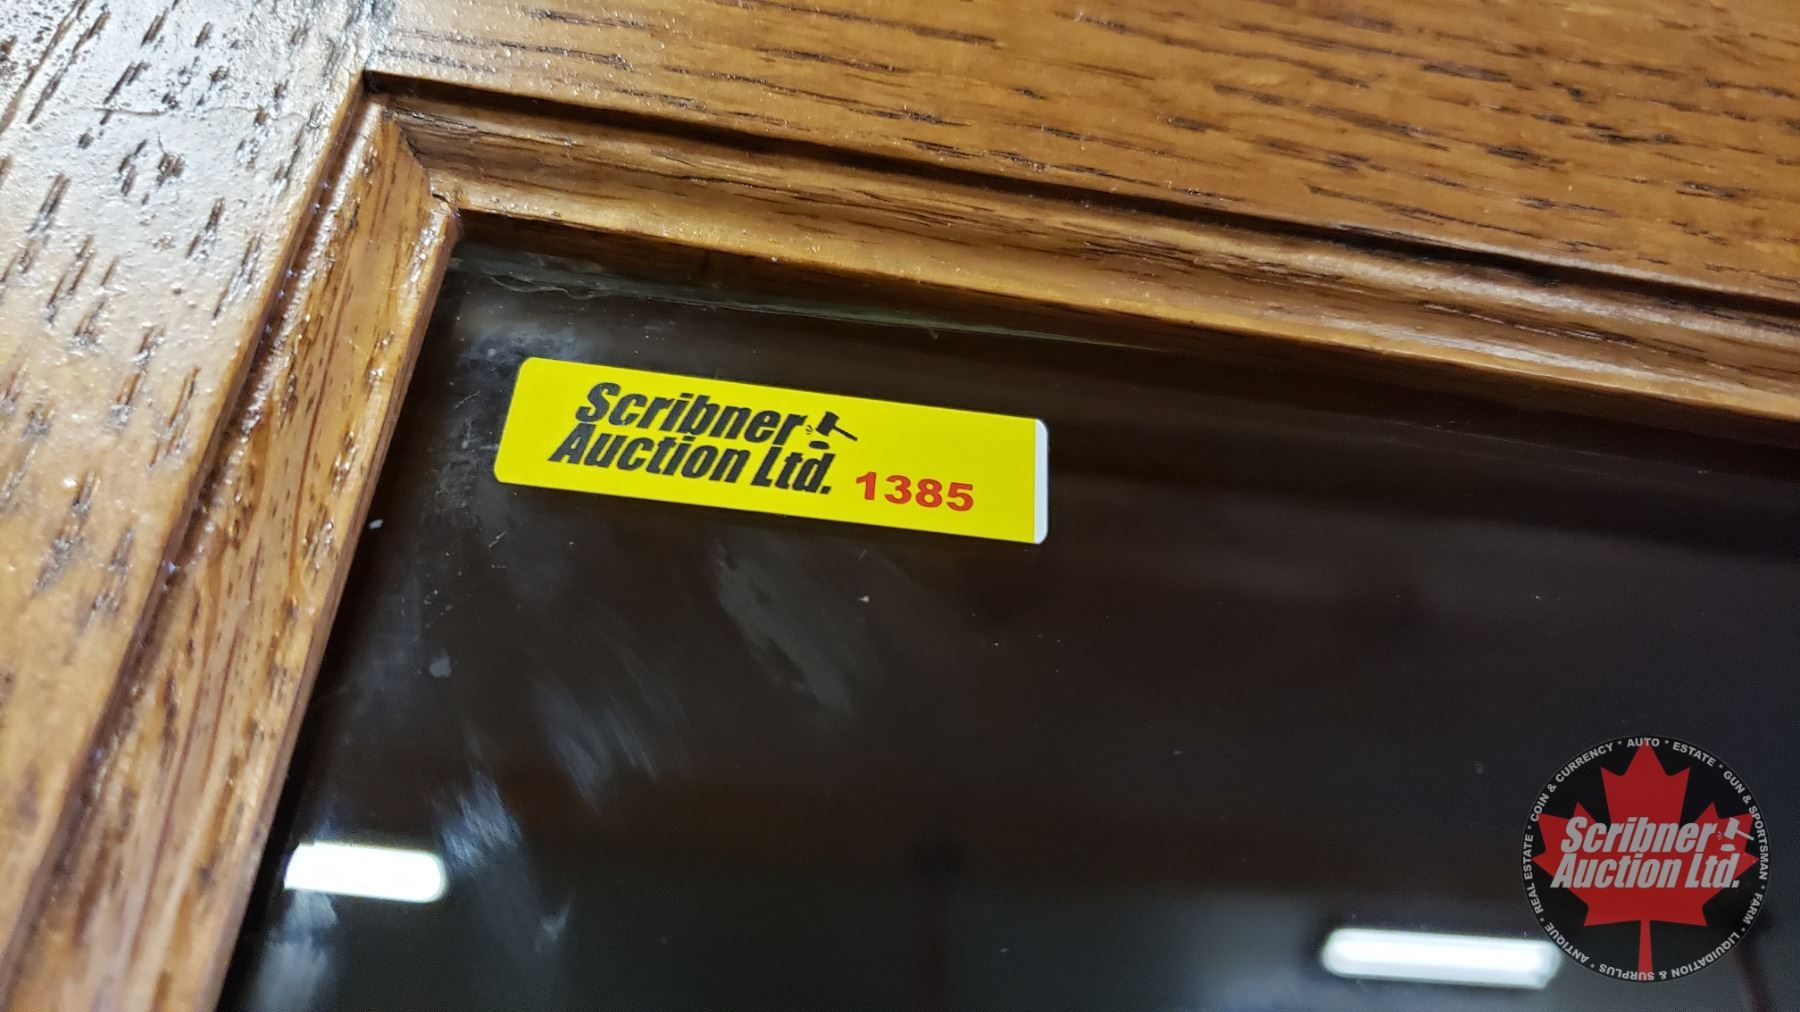 Scribner
Auction Ltd.
1385
Scribner
Auction Ltd.
ANTIQUE * REAL ESTATE * COIN & CURRENCY * AUTO * ESTATE * GUN & SPORTSMAN * FARM * LIQUIDATION & SURPLUS *